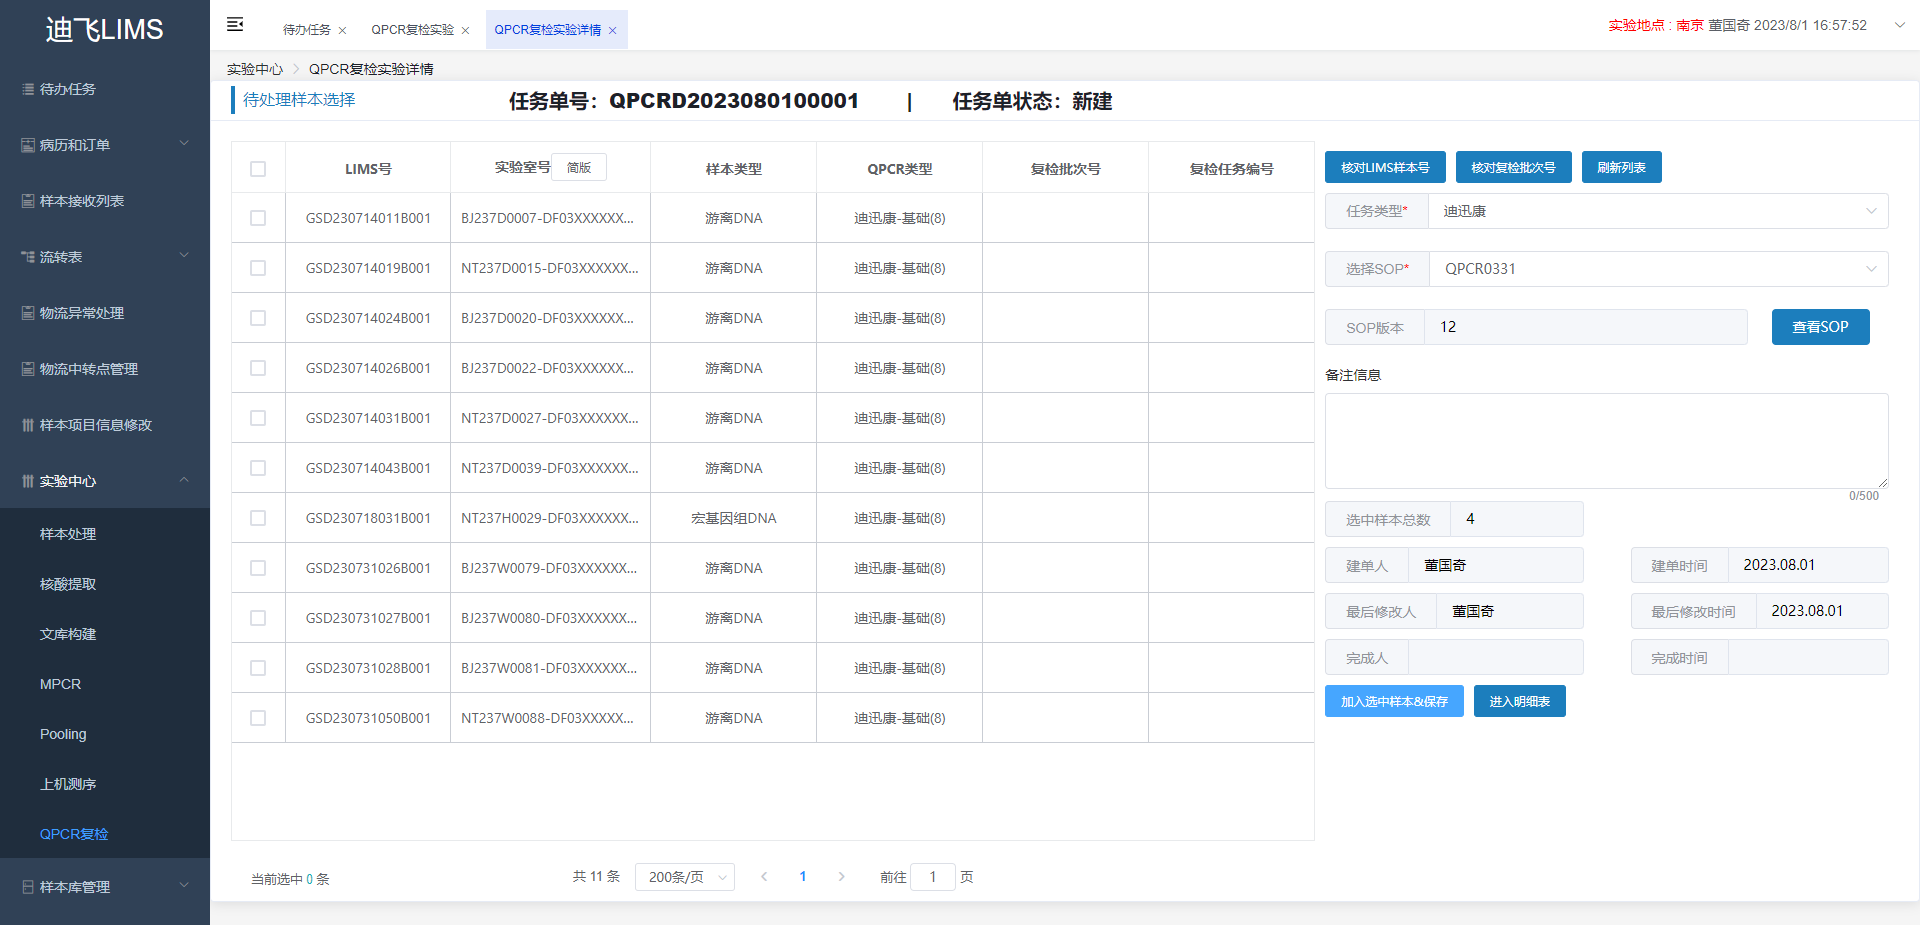 迪飞LIMS
待办任务
病历和订单
样本接收列表
流转表
物流异常处理
物流中转点管理
样本项目信息修改
实验中心
样本处理
核酸提取
文库构建
MPCR
Pooling
上机测序
QPCR复检
样本库管理
待办任务 QPCR复检实验 QPCR复检实验详情
实验地点 : 南京 董国奇 2023/8/1 16:57:52
实验中心 QPCR复检实验详情
待处理样本选择 任务单号：QPCRD2023080100001 | 任务单状态：新建
LIMS号 实验室号 简版 样本类型 QPCR类型 复检批次号 复检任务编号
GSD230714011B001 BJ237D0007-DF03XXXXXX... 游离DNA 迪迅康-基础(8)
GSD230714019B001 NT237D0015-DF03XXXXXX... 游离DNA 迪迅康-基础(8)
GSD230714024B001 BJ237D0020-DF03XXXXXX... 游离DNA 迪迅康-基础(8)
GSD230714026B001 BJ237D0022-DF03XXXXXX... 游离DNA 迪迅康-基础(8)
GSD230714031B001 NT237D0027-DF03XXXXXX... 游离DNA 迪迅康-基础(8)
GSD230714043B001 NT237D0039-DF03XXXXXX... 游离DNA 迪迅康-基础(8)
GSD230718031B001 NT237H0029-DF03XXXXXX... 宏基因组DNA 迪迅康-基础(8)
GSD230731026B001 BJ237W0079-DF03XXXXXX... 游离DNA 迪迅康-基础(8)
GSD230731027B001 BJ237W0080-DF03XXXXXX... 游离DNA 迪迅康-基础(8)
GSD230731028B001 BJ237W0081-DF03XXXXXX... 游离DNA 迪迅康-基础(8)
GSD230731050B001 NT237W0088-DF03XXXXX... 游离DNA 迪迅康-基础(8)
当前选中 0 条 共 11 条 200条/页 1 前往 1 页
核对LIMS样本号 核对复检批次号 刷新列表
任务类型* 迪迅康
选择SOP* QPCR0331
SOP版本 12 查看SOP
备注信息
0/500
选中样本总数 4
建单人 董国奇 建单时间 2023.08.01
最后修改人 董国奇 最后修改时间 2023.08.01
完成人 完成时间
加入选中样本&保存 进入明细表